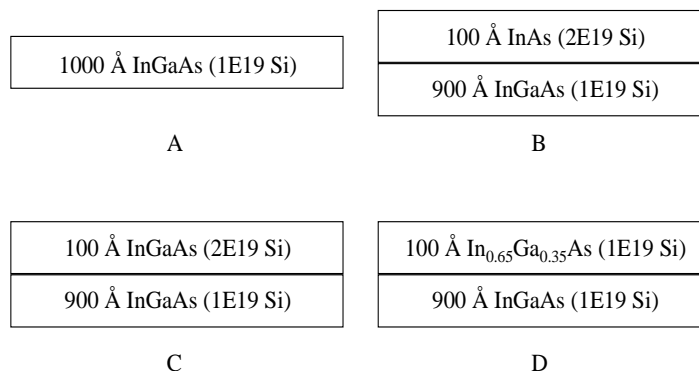 1000 Å InGaAs (1E19 Si)
A
100 Å InAs (2E19 Si)
900 Å InGaAs (1E19 Si)
B
100 Å InGaAs (2E19 Si)
900 Å InGaAs (1E19 Si)
C
100 Å In₀.₆₅Ga₀.₃₅As (1E19 Si)
900 Å InGaAs (1E19 Si)
D